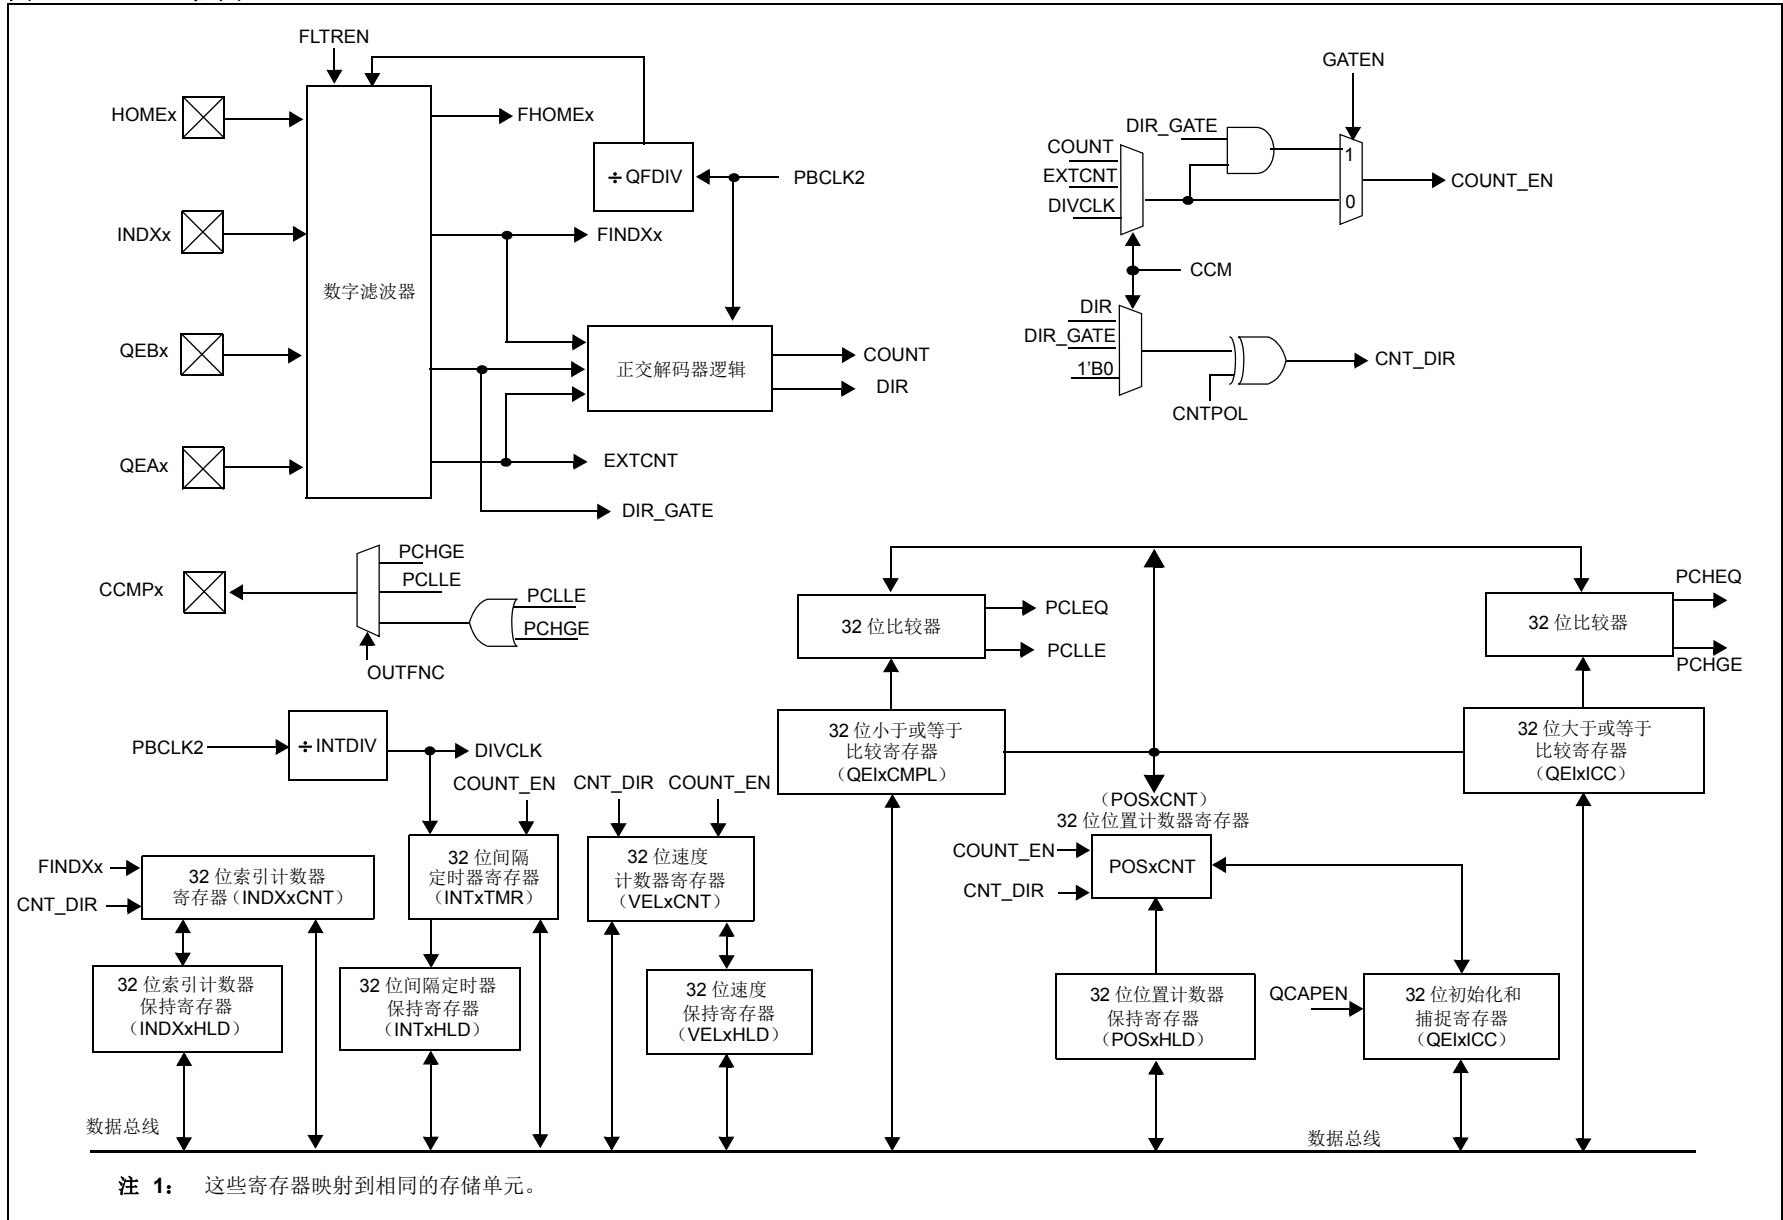 FLTREN
HOMEx
FHOMEx
÷ QFDIV
PBCLK2
INDXx
FINDXx
数字滤波器
QEBx
正交解码器逻辑
COUNT
DIR
QEAx
EXTCNT
DIR_GATE
GATEN
DIR_GATE
COUNT
EXTCNT
DIVCLK
1
0
COUNT_EN
CCM
DIR
DIR_GATE
1'B0
CNT_DIR
CNTPOL
CCMPx
PCHGE
PCLLE
PCLLE
PCHGE
OUTFNC
32 位比较器
PCLEQ
PCLLE
32 位比较器
PCHEQ
PCHGE
PBCLK2
÷ INTDIV
DIVCLK
32 位小于或等于
比较寄存器
（QEIxCMPL）
32 位大于或等于
比较寄存器
（QEIxICC）
COUNT_EN
CNT_DIR
COUNT_EN
（POSxCNT）
32 位位置计数器寄存器
COUNT_EN
POSxCNT
CNT_DIR
FINDXx
CNT_DIR
32 位索引计数器
寄存器（INDXxCNT）
32 位间隔
定时器寄存器
（INTxTMR）
32 位速度
计数器寄存器
（VELxCNT）
32 位索引计数器
保持寄存器
（INDXxHLD）
32 位间隔定时器
保持寄存器
（INTxHLD）
32 位速度
保持寄存器
（VELxHLD）
32 位位置计数器
保持寄存器
（POSxHLD）
QCAPEN
32 位初始化和
捕捉寄存器
（QEIxICC）
数据总线
数据总线
注 1： 这些寄存器映射到相同的存储单元。